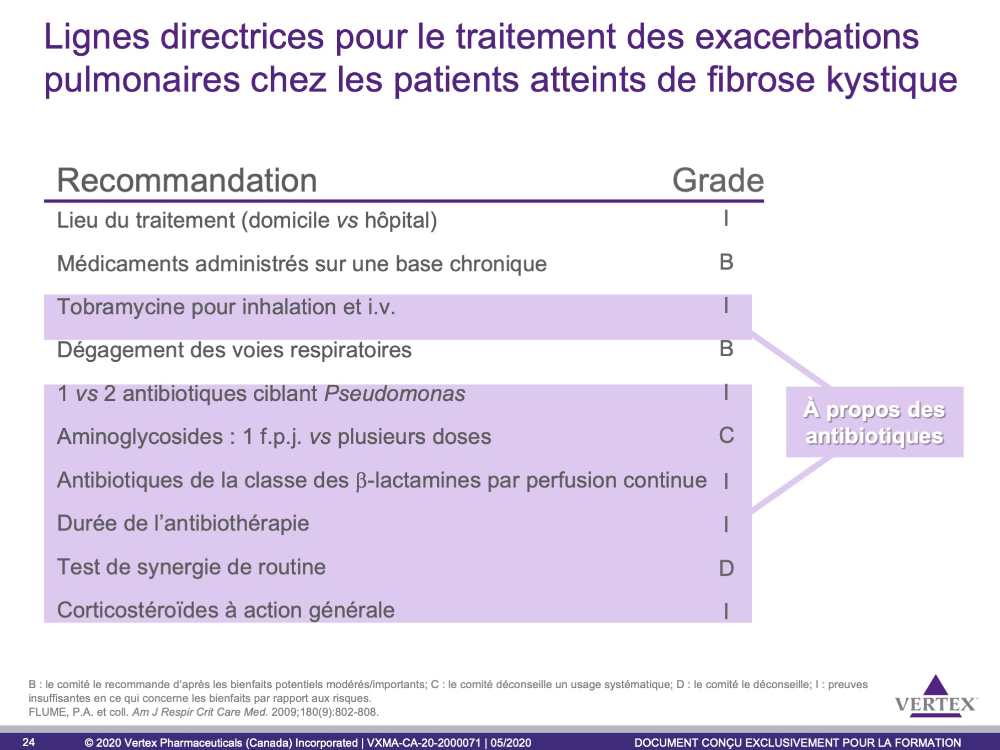 Lignes directrices pour le traitement des exacerbations
pulmonaires chez les patients atteints de fibrose kystique
Recommandation Grade
Lieu du traitement (domicile vs hôpital) I
Médicaments administrés sur une base chronique B
Tobramycine pour inhalation et i.v. I
Dégagement des voies respiratoires B
1 vs 2 antibiotiques ciblant Pseudomonas I
Aminoglycosides : 1 f.p.j. vs plusieurs doses C
Antibiotiques de la classe des β-lactamines par perfusion continue I
Durée de l’antibiothérapie I
Test de synergie de routine D
Corticostéroïdes à action générale I
À propos des
antibiotiques
B : le comité le recommande d’après les bienfaits potentiels modérés/importants; C : le comité déconseille un usage systématique; D : le comité le déconseille; I : preuves
insuffisantes en ce qui concerne les bienfaits par rapport aux risques.
FLUME, P.A. et coll. Am J Respir Crit Care Med. 2009;180(9):802-808.
VERTEX™
24 © 2020 Vertex Pharmaceuticals (Canada) Incorporated | VXMA-CA-20-2000071 | 05/2020 DOCUMENT CONÇU EXCLUSIVEMENT POUR LA FORMATION